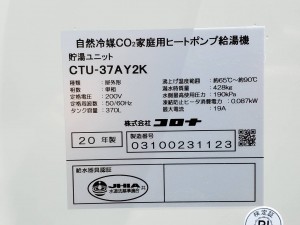 自然冷媒CO₂家庭用ヒートポンプ給湯機
貯湯ユニット
CTU-37AY2K
種類 屋外形
相数 単相
定格電圧 200V
定格周波数 50/60Hz
タンク容量 370L
沸上げ温度範囲 約65℃~約90℃
満水時質量 428kg
水側最高使用圧力 190kPa
凍結防止ヒータ消費電力 0.087kW
最大電流 19A
株式会社 コロナ
20 年製
製造番号 03100231123
給水器具認証
JHIA